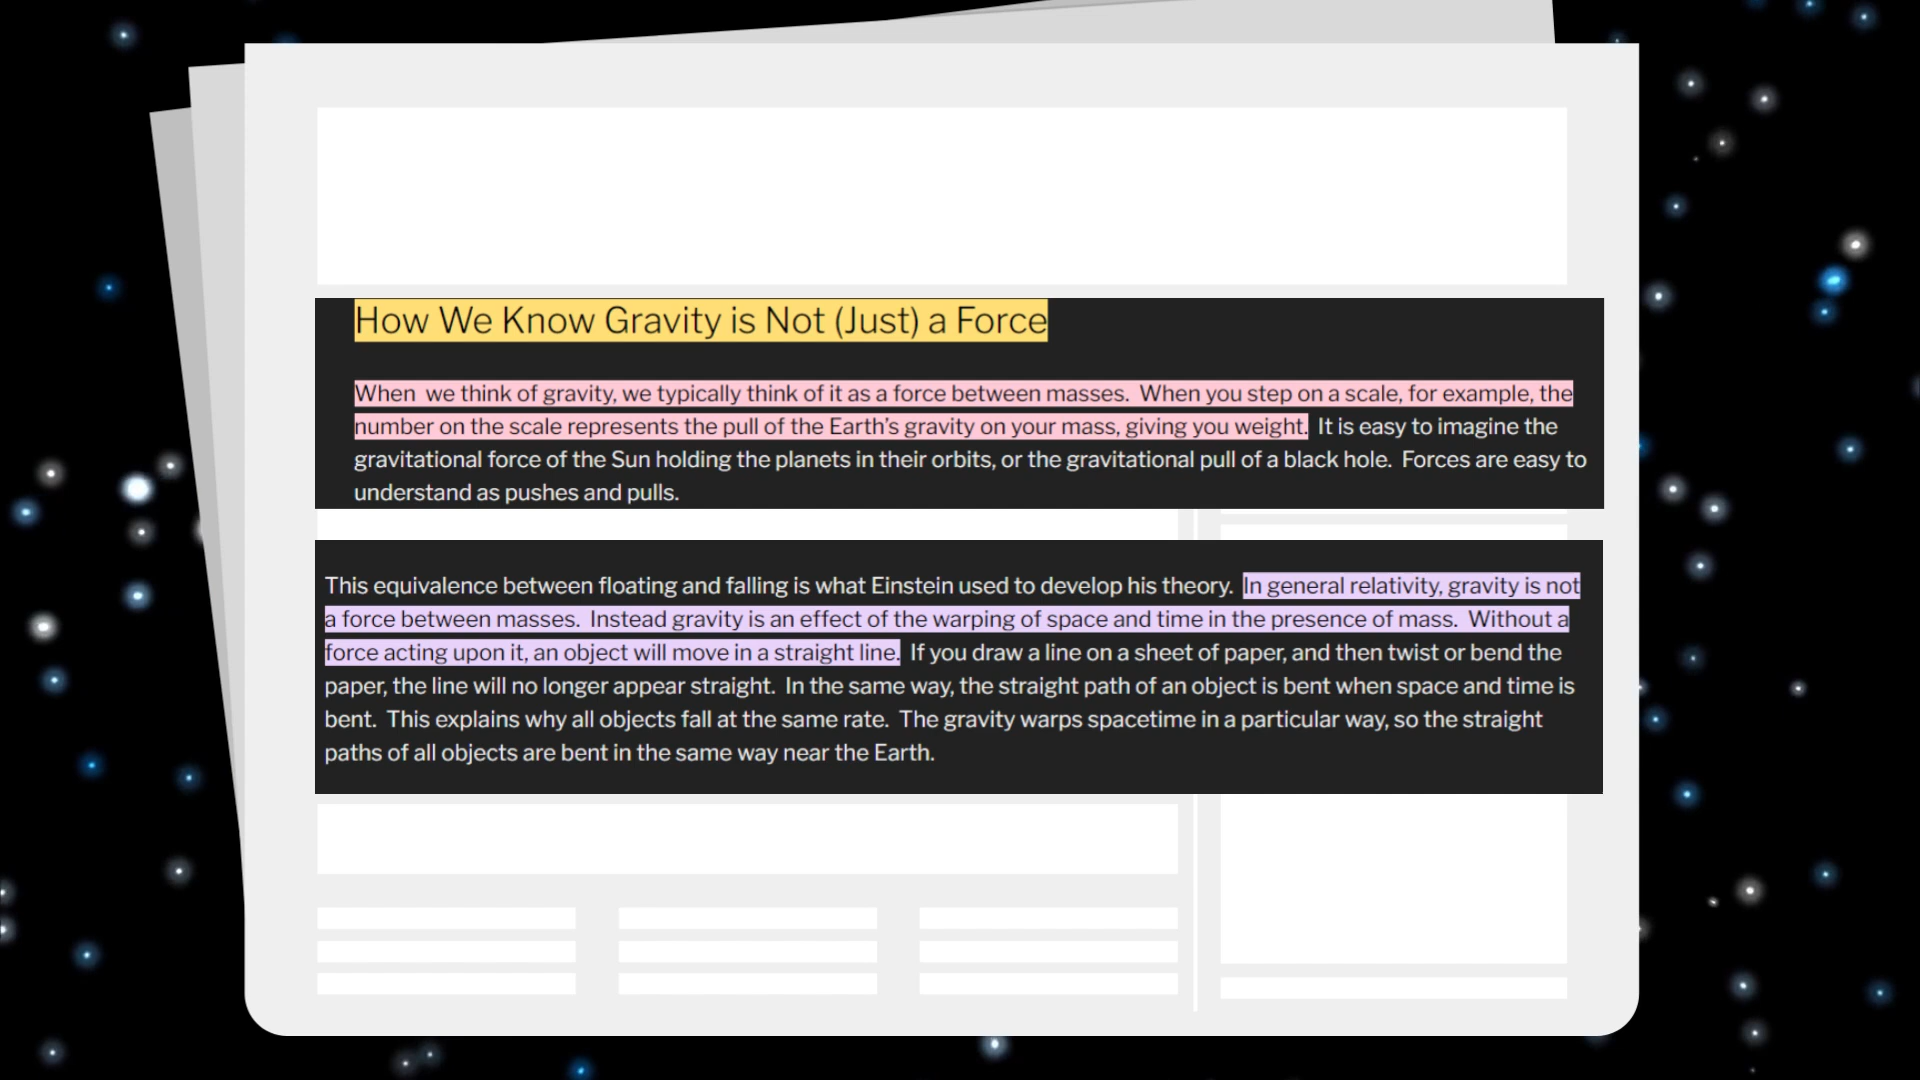 How We Know Gravity is Not (Just) a Force
When  we think of gravity, we typically think of it as a force between masses.  When you step on a scale, for example, the
number on the scale represents the pull of the Earth’s gravity on your mass, giving you weight.  It is easy to imagine the
gravitational force of the Sun holding the planets in their orbits, or the gravitational pull of a black hole.  Forces are easy to
understand as pushes and pulls.
This equivalence between floating and falling is what Einstein used to develop his theory.  In general relativity, gravity is not
a force between masses.  Instead gravity is an effect of the warping of space and time in the presence of mass.  Without a
force acting upon it, an object will move in a straight line.  If you draw a line on a sheet of paper, and then twist or bend the
paper, the line will no longer appear straight.  In the same way, the straight path of an object is bent when space and time is
bent.  This explains why all objects fall at the same rate.  The gravity warps spacetime in a particular way, so the straight
paths of all objects are bent in the same way near the Earth.